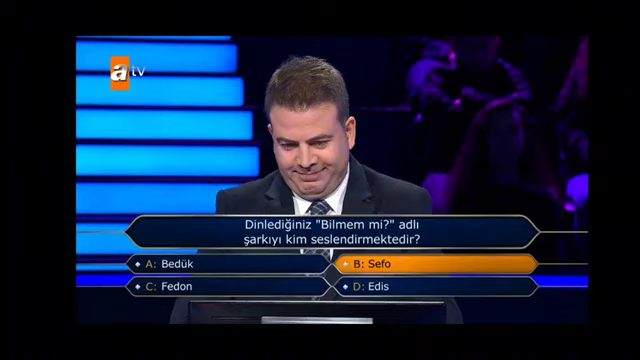 atv
Dinlediğiniz "Bilmem mi?" adlı
şarkıyı kim seslendirmektedir?
A: Bedük
B: Sefo
C: Fedon
D: Edis